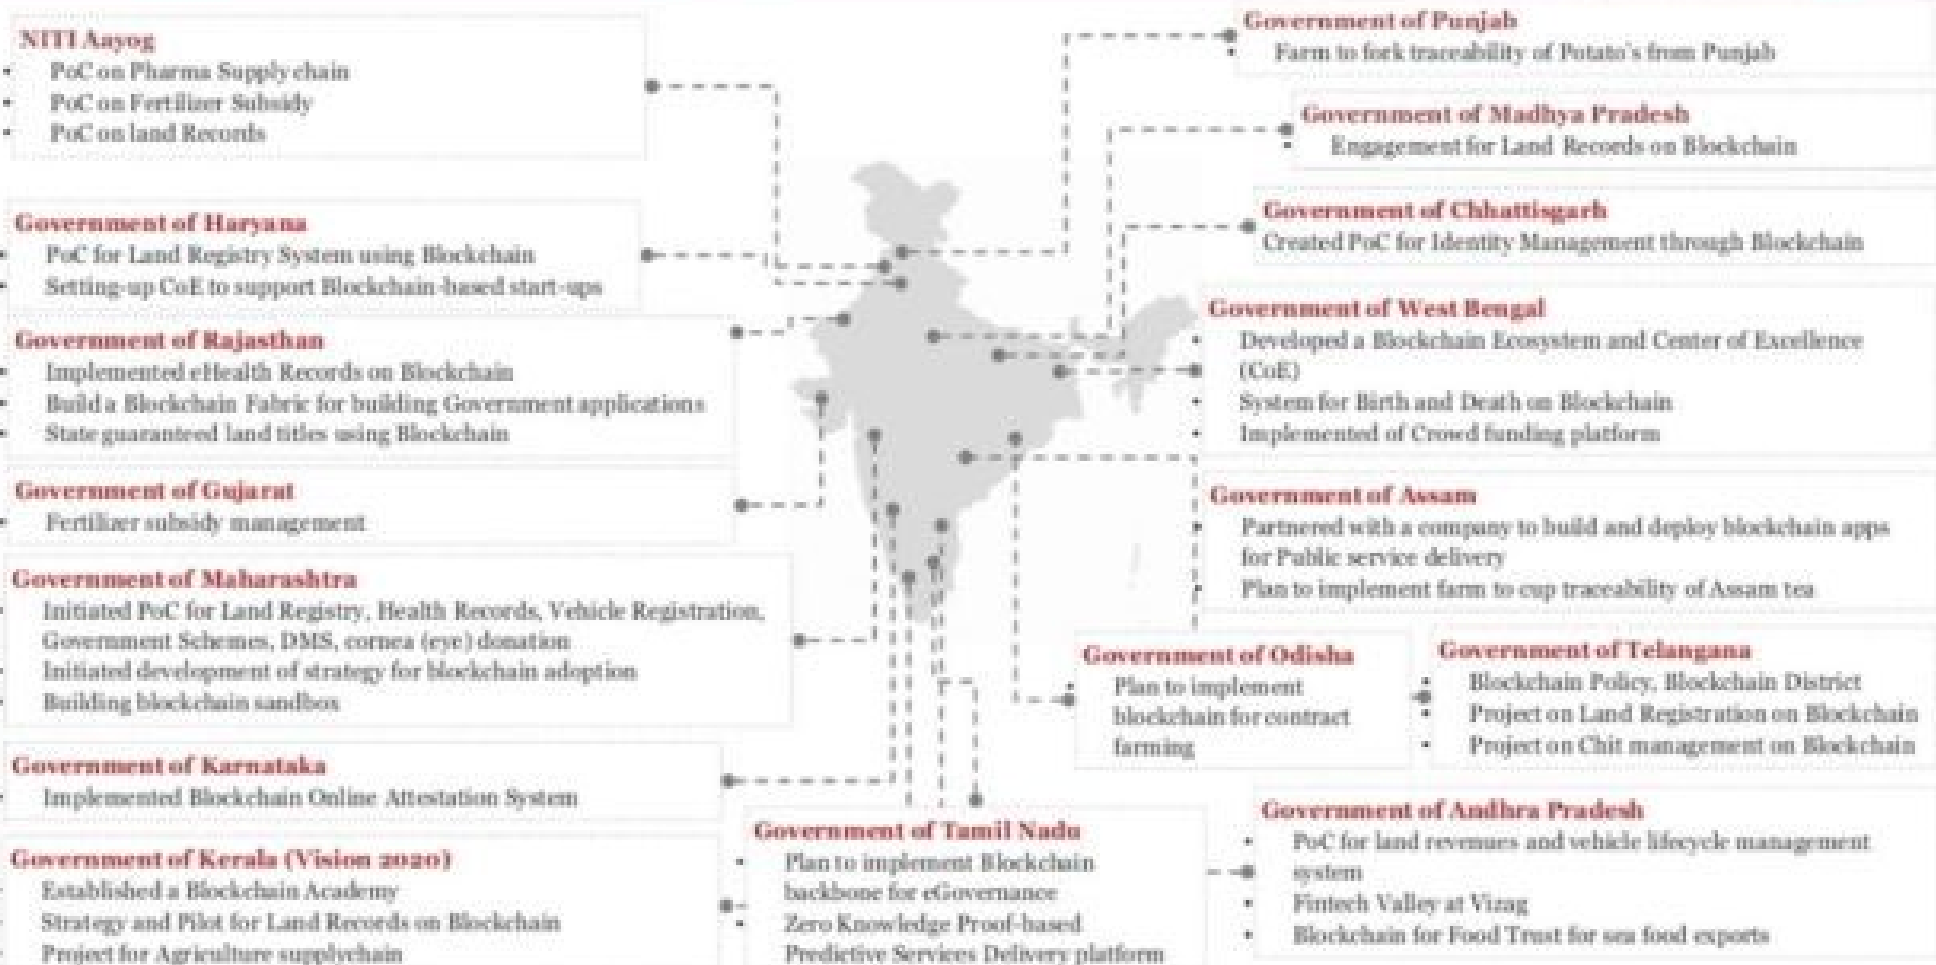 NITI Aayog
PoC on Pharma Supply chain
PoC on Fertilizer Subsidy
PoC on land Records
Government of Haryana
PoC for Land Registry System using Blockchain
Setting-up CoE to support Blockchain-based start-ups
Government of Rajasthan
Implemented eHealth Records on Blockchain
Build a Blockchain Fabric for building Government applications
State guaranteed land titles using Blockchain
Government of Gujarat
Fertilizer subsidy management
Government of Maharashtra
Initiated PoC for Land Registry, Health Records, Vehicle Registration,
Government Schemes, DMS, cornea (eye) donation
Initiated development of strategy for blockchain adoption
Building blockchain sandbox
Government of Karnataka
Implemented Blockchain Online Attestation System
Government of Kerala (Vision 2020)
Established a Blockchain Academy
Strategy and Pilot for Land Records on Blockchain
Project for Agriculture supplychain
Government of Tamil Nadu
Plan to implement Blockchain
backbone for eGovernance
Zero Knowledge Proof-based
Predictive Services Delivery platform
Government of Punjab
Farm to fork traceability of Potato's from Punjab
Government of Madhya Pradesh
Engagement for Land Records on Blockchain
Government of Chhattisgarh
Created PoC for Identity Management through Blockchain
Government of West Bengal
Developed a Blockchain Ecosystem and Center of Excellence
(CoE)
System for Birth and Death on Blockchain
Implemented of Crowd funding platform
Government of Assam
Partnered with a company to build and deploy blockchain apps
for Public service delivery
Plan to implement farm to cup traceability of Assam tea
Government of Odisha
Plan to implement
blockchain for contract
farming
Government of Telangana
Blockchain Policy, Blockchain District
Project on Land Registration on Blockchain
Project on Chit management on Blockchain
Government of Andhra Pradesh
PoC for land revenues and vehicle lifecycle management
system
Fintech Valley at Vizag
Blockchain for Food Trust for sea food exports